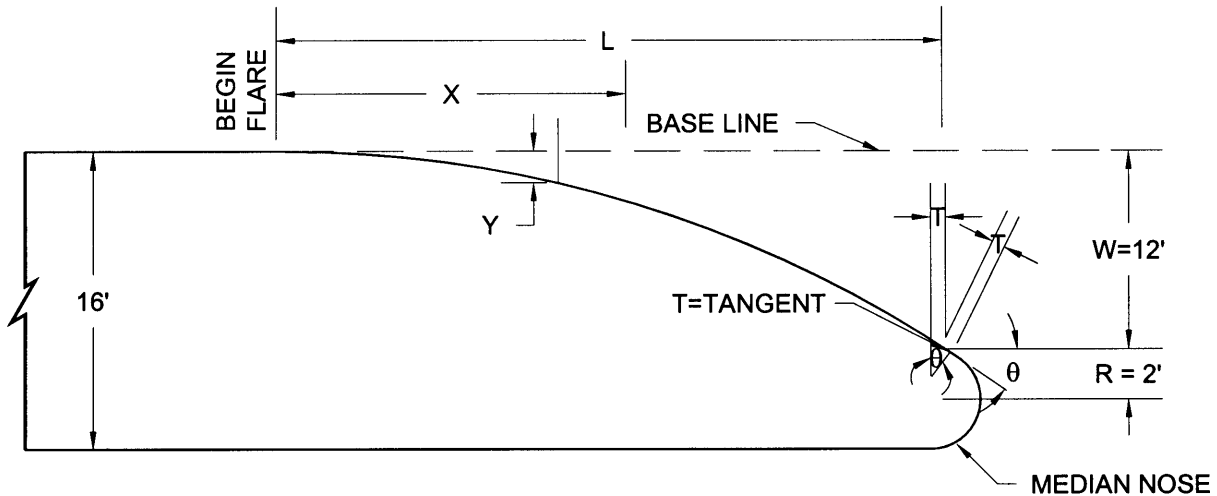 L
BEGIN
FLARE
X
BASE LINE
Y
T
T
W=12'
16'
T=TANGENT
θ
θ
R = 2'
MEDIAN NOSE